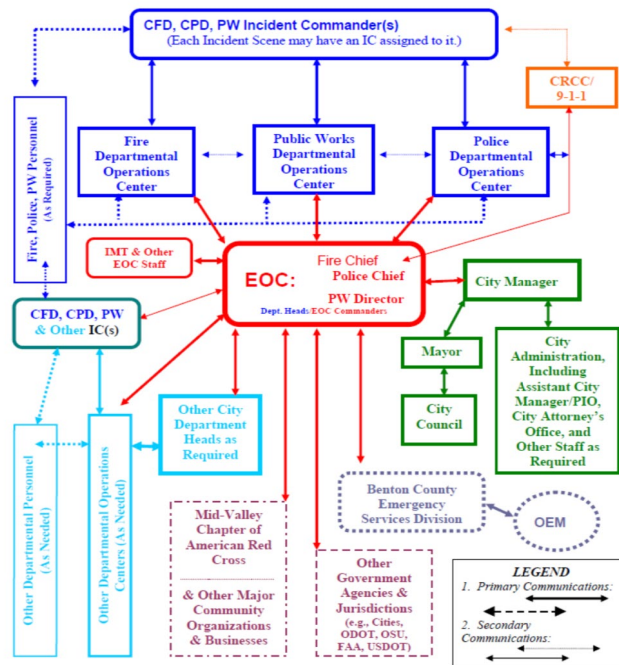 CFD, CPD, PW Incident Commander(s)
(Each Incident Scene may have an IC assigned to it.)
CRCC/
9-1-1
Fire, Police, PW Personnel
(As Required)
Fire
Departmental
Operations
Center
Public Works
Departmental
Operations
Center
Police
Departmental
Operations
Center
IMT & Other
EOC Staff
EOC:
Fire Chief
Police Chief
PW Director
Dept. Heads/EOC Commanders
City Manager
CFD, CPD, PW
& Other IC(s)
Mayor
City
Council
City
Administration,
Including
Assistant City
Manager/PIO,
City Attorney's
Office, and
Other Staff as
Required
Other City
Department
Heads as
Required
Other Departmental Personnel
(As Needed)
Other Departmental Operations
Centers (As Needed)
Mid-Valley
Chapter of
American Red
Cross
& Other Major
Community
Organizations
& Businesses
Other
Government
Agencies &
Jurisdictions
(e.g., Cities,
ODOT, OSU,
FAA, USDOT)
Benton County
Emergency
Services Division
OEM
LEGEND
1. Primary Communications:
2. Secondary
Communications: